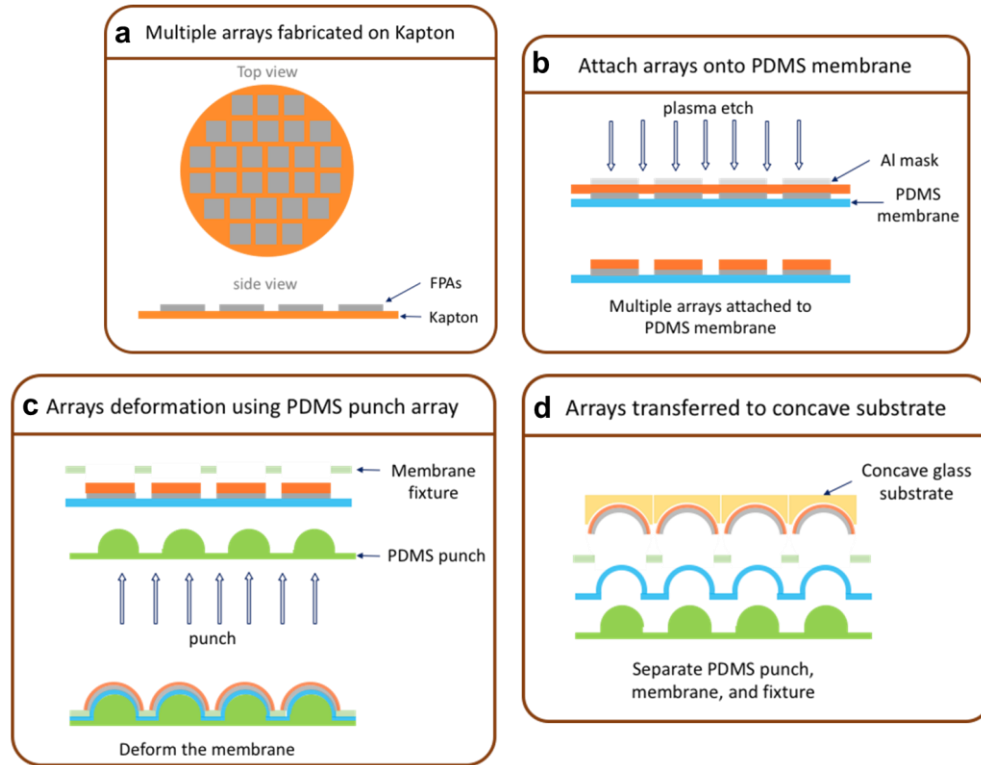 a Multiple arrays fabricated on Kapton
Top view
side view
FPAs
Kapton
b Attach arrays onto PDMS membrane
plasma etch
Al mask
PDMS
membrane
Multiple arrays attached to
PDMS membrane
c Arrays deformation using PDMS punch array
Membrane
fixture
PDMS punch
punch
Deform the membrane
d Arrays transferred to concave substrate
Concave glass
substrate
Separate PDMS punch,
membrane, and fixture